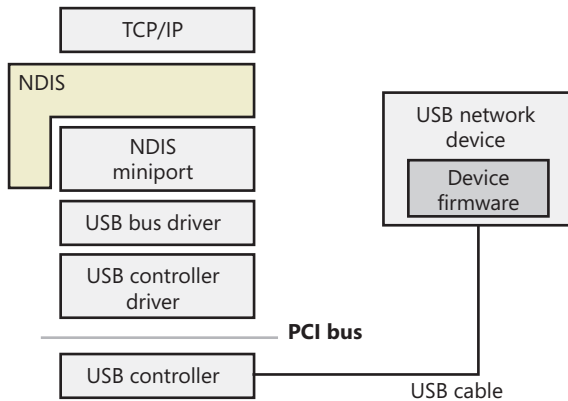 TCP/IP
NDIS
NDIS
miniport
USB bus driver
USB controller
driver
PCI bus
USB controller
USB network
device
Device
firmware
USB cable